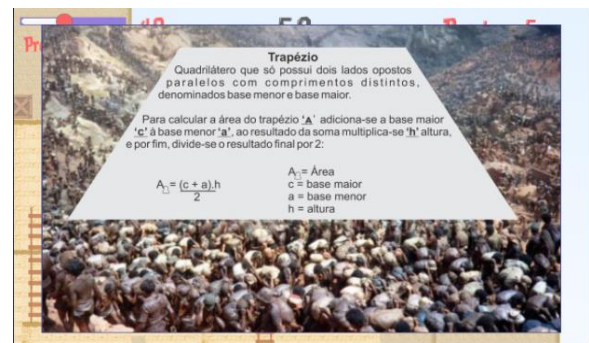 Trapézio
Quadrilátero que só possui dois lados opostos
paralelos com comprimentos distintos,
denominados base menor e base maior.
Para calcular a área do trapézio 'A' adiciona-se a base maior
'c' à base menor 'a', ao resultado da soma multiplica-se 'h' altura,
e por fim, divide-se o resultado final por 2:
A□= (c + a).h
2
A□= Área
c = base maior
a = base menor
h = altura